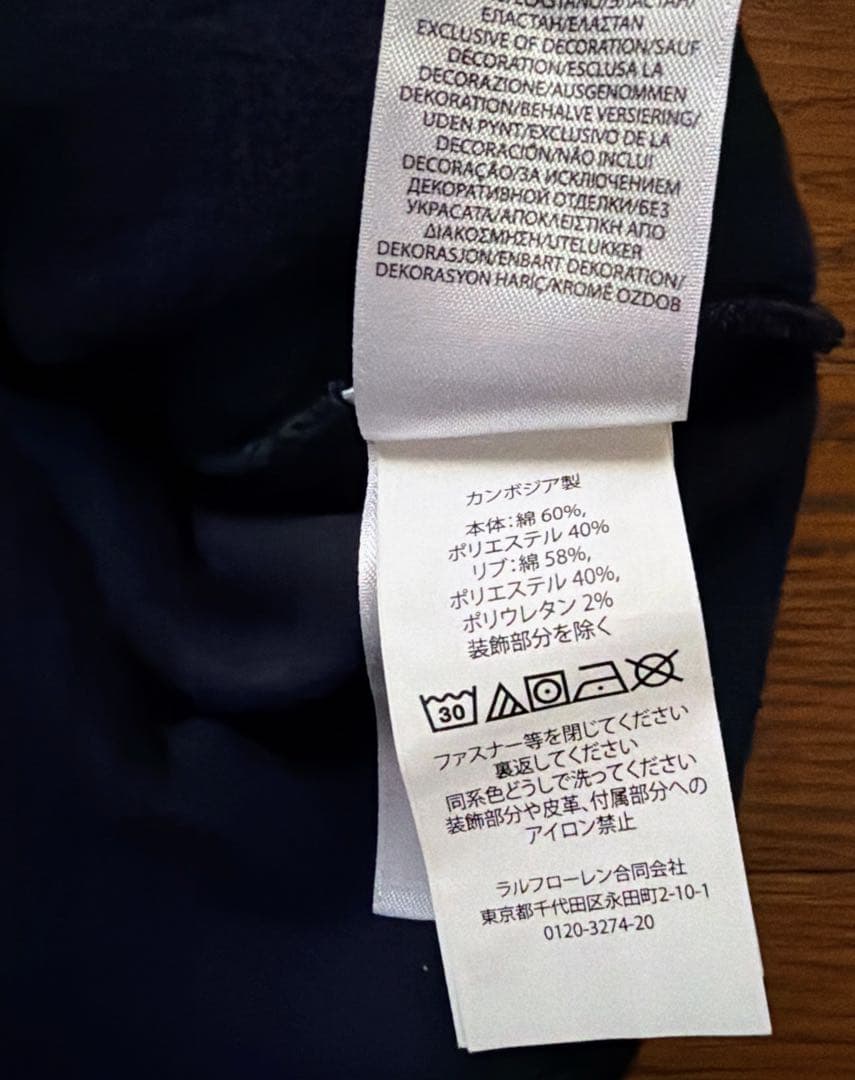 ЕЛАСТАН/ΕΛΑΣΤΑΝ
EXCLUSIVE OF DECORATION/SAUF
DÉCORATION/ESCLUSA LA
DECORAZIONE/AUSGENOMMEN
DEKORATION/BEHALVE VERSIERING/
UDEN PYNT/EXCLUSIVO DE LA
DECORACIÓN/NÃO INCLUI
DECORAÇÃO/ЗА ИСКЛЮЧЕНИЕМ
ДЕКОРАТИВНОЙ ОТДЕЛКИ/БЕЗ
УКРАСАТА/ΑΠΟΚΛΕΙΣΤΙΚΗ ΑΠΟ
ΔΙΑΚΟΣΜΗΣΗ/UTELUKKER
DEKORASJON/ENBART DEKORATION/
DEKORASYON HARİÇ/KROMĚ OZDOB
カンボジア製
本体:綿 60%,
ポリエステル 40%
リブ:綿 58%,
ポリエステル 40%,
ポリウレタン 2%
装飾部分を除く
30
ファスナー等を閉じてください
裏返してください
同系色どうしで洗ってください
装飾部分や皮革、付属部分への
アイロン禁止
ラルフローレン合同会社
東京都千代田区永田町2-10-1
0120-3274-20